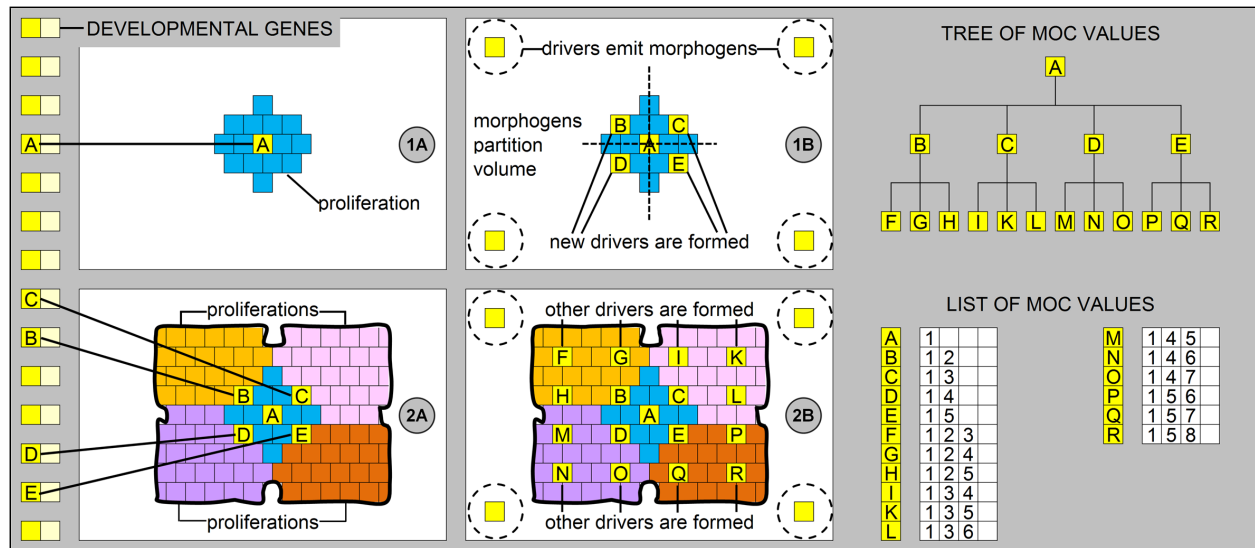 DEVELOPMENTAL GENES
A
C
B
D
E
A
1A
proliferation
drivers emit morphogens
morphogens
partition
volume
B C
A
D E
1B
new drivers are formed
TREE OF MOC VALUES
A
B C D E
F G H I K L M N O P Q R
proliferations
B C
A
D E
2A
proliferations
other drivers are formed
F G I K
H B C L
A
M D E P
N O Q R
2B
other drivers are formed
LIST OF MOC VALUES
A 1
B 1 2
C 1 3
D 1 4
E 1 5
F 1 2 3
G 1 2 4
H 1 2 5
I 1 3 4
K 1 3 5
L 1 3 6
M 1 4 5
N 1 4 6
O 1 4 7
P 1 5 6
Q 1 5 7
R 1 5 8